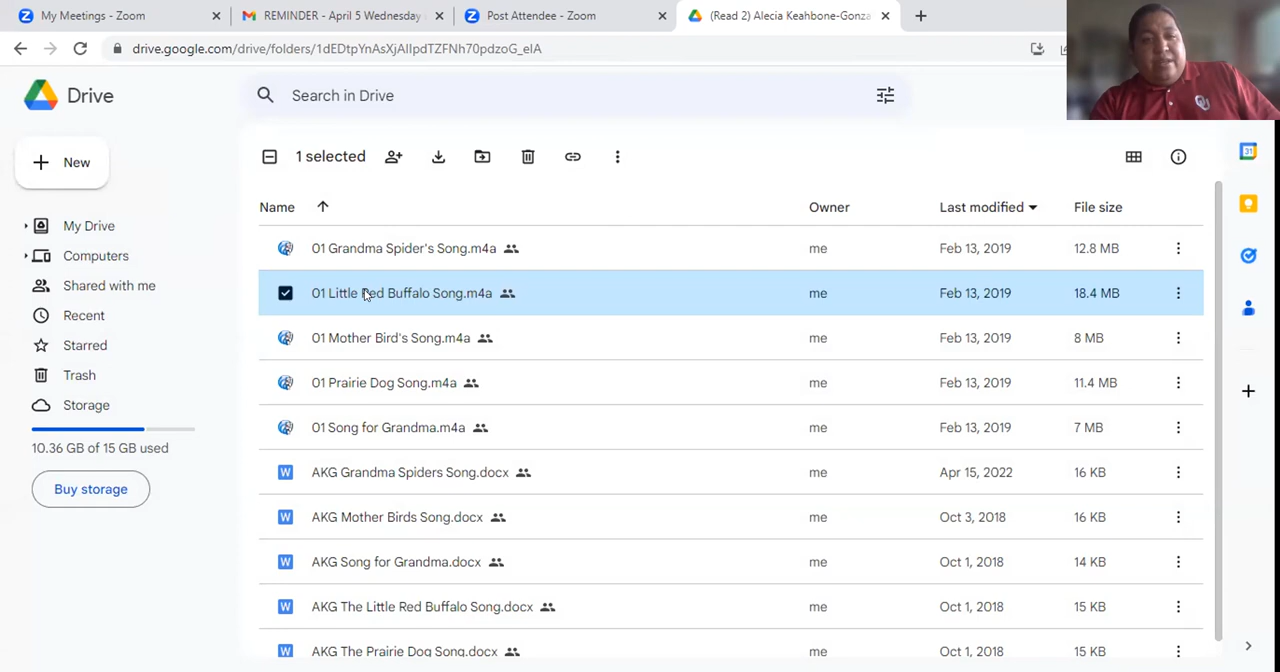 My Meetings - Zoom
REMINDER - April 5 Wednesday
Post Attendee - Zoom
(Read 2) Alecia Keahbone-Gonza
drive.google.com/drive/folders/1dEDtpYnAsXjAIIpdTZFNh70pdzoG_eIA
Drive
Search in Drive
New
1 selected
Name Owner Last modified File size
My Drive
Computers
Shared with me
Recent
Starred
Trash
Storage
10.36 GB of 15 GB used
Buy storage
01 Grandma Spider's Song.m4a me Feb 13, 2019 12.8 MB
01 Little Red Buffalo Song.m4a me Feb 13, 2019 18.4 MB
01 Mother Bird's Song.m4a me Feb 13, 2019 8 MB
01 Prairie Dog Song.m4a me Feb 13, 2019 11.4 MB
01 Song for Grandma.m4a me Feb 13, 2019 7 MB
W AKG Grandma Spiders Song.docx me Apr 15, 2022 16 KB
W AKG Mother Birds Song.docx me Oct 3, 2018 16 KB
W AKG Song for Grandma.docx me Oct 1, 2018 14 KB
W AKG The Little Red Buffalo Song.docx me Oct 1, 2018 15 KB
W AKG The Prairie Dog Song.docx me Oct 1, 2018 15 KB
31